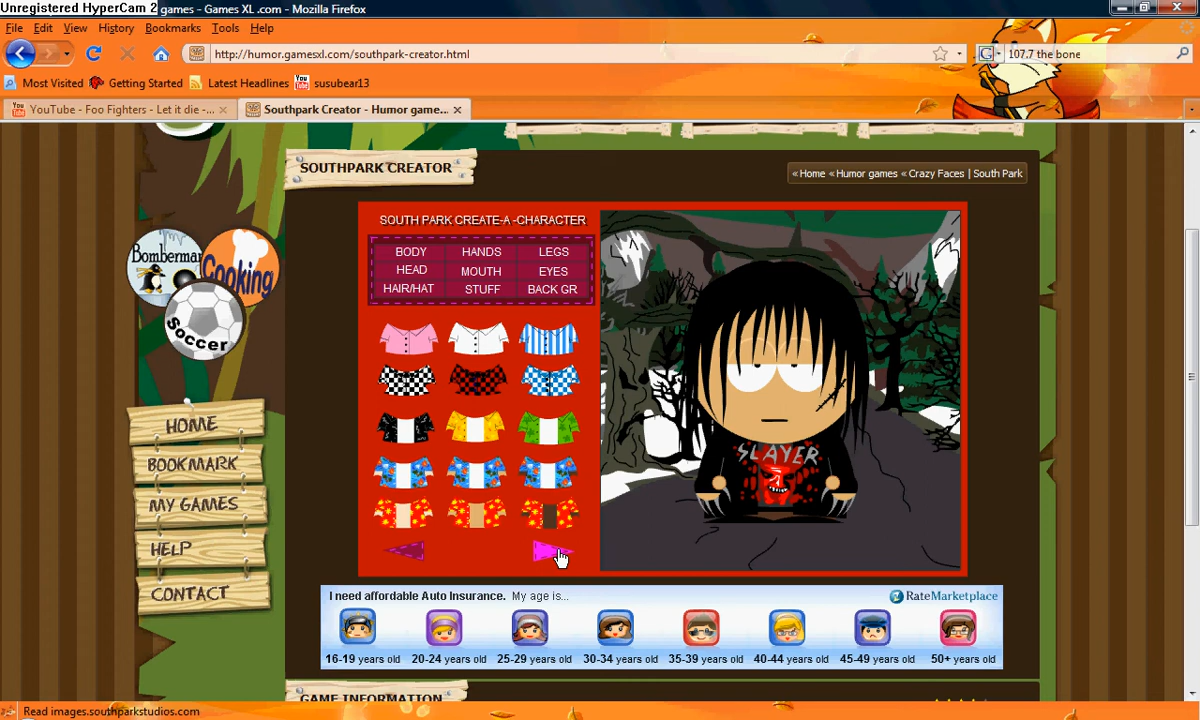 Unregistered HyperCam 2
games - Games XL .com - Mozilla Firefox
File Edit View History Bookmarks Tools Help
http://humor.gamesxl.com/southpark-creator.html
107.7 the bone
Most Visited Getting Started Latest Headlines susubear13
YouTube - Foo Fighters - Let it die -...
Southpark Creator - Humor game...
SOUTHPARK CREATOR
« Home « Humor games « Crazy Faces | South Park
SOUTH PARK CREATE-A -CHARACTER
BODY HANDS LEGS
HEAD MOUTH EYES
HAIR/HAT STUFF BACK GR
Bomberman
Cooking
Soccer
SLAYER
HOME
BOOKMARK
MY GAMES
HELP
CONTACT
I need affordable Auto Insurance. My age is...
RateMarketplace
16-19 years old 20-24 years old 25-29 years old 30-34 years old 35-39 years old 40-44 years old 45-49 years old 50+ years old
GAME INFORMATION
Read images.southparkstudios.com